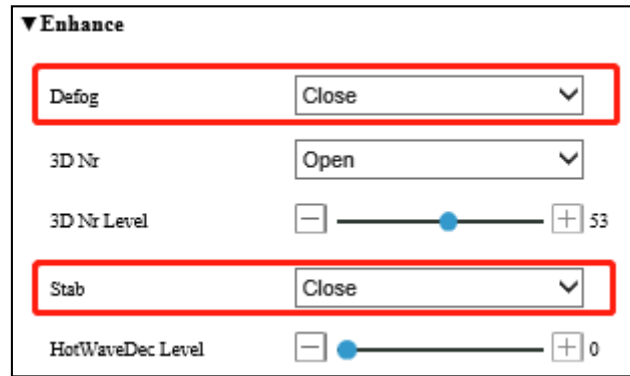 ▼Enhance
Defog Close
3D Nr Open
3D Nr Level 53
Stab Close
HotWaveDec Level 0